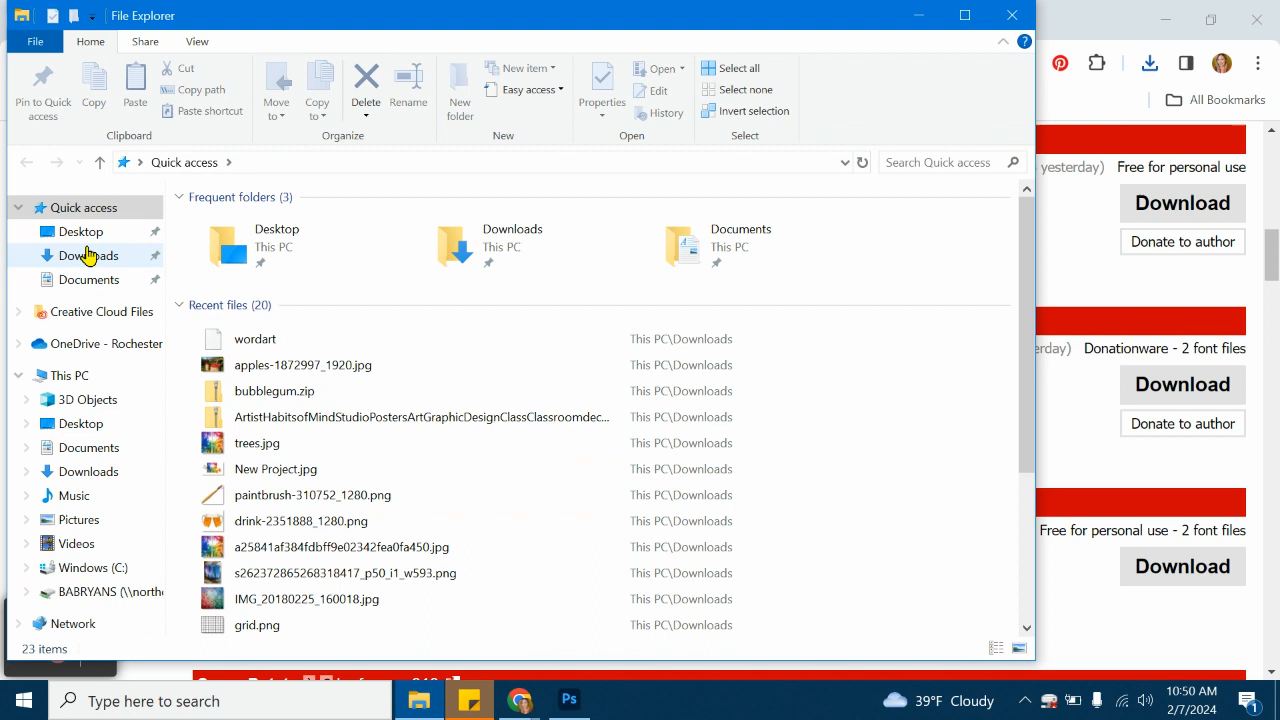 File Explorer
File Home Share View
Pin to Quick access
Copy
Paste
Cut
Copy path
Paste shortcut
Clipboard
Move to
Copy to
Delete
Rename
Organize
New folder
New item
Easy access
New
Properties
Open
Edit
History
Open
Select all
Select none
Invert selection
Select
All Bookmarks
Quick access
Search Quick access
Quick access
Desktop
Downloads
Documents
Creative Cloud Files
OneDrive - Rochester
This PC
3D Objects
Desktop
Documents
Downloads
Music
Pictures
Videos
Windows (C:)
BABRYANS (\\north
Network
Frequent folders (3)
Desktop
This PC
Downloads
This PC
Documents
This PC
Recent files (20)
wordart This PC\Downloads
apples-1872997_1920.jpg This PC\Downloads
bubblegum.zip This PC\Downloads
ArtistHabitsofMindStudioPostersArtGraphicDesignClassClassroomdec... This PC\Downloads
trees.jpg This PC\Downloads
New Project.jpg This PC\Downloads
paintbrush-310752_1280.png This PC\Downloads
drink-2351888_1280.png This PC\Downloads
a25841af384fdbff9e02342fea0fa450.jpg This PC\Downloads
s262372865268318417_p50_i1_w593.png This PC\Downloads
IMG_20180225_160018.jpg This PC\Downloads
grid.png This PC\Downloads
23 items
yesterday) Free for personal use
Download
Donate to author
rday) Donationware - 2 font files
Download
Donate to author
Free for personal use - 2 font files
Download
Type here to search
Ps
39°F Cloudy
10:50 AM
2/7/2024
1